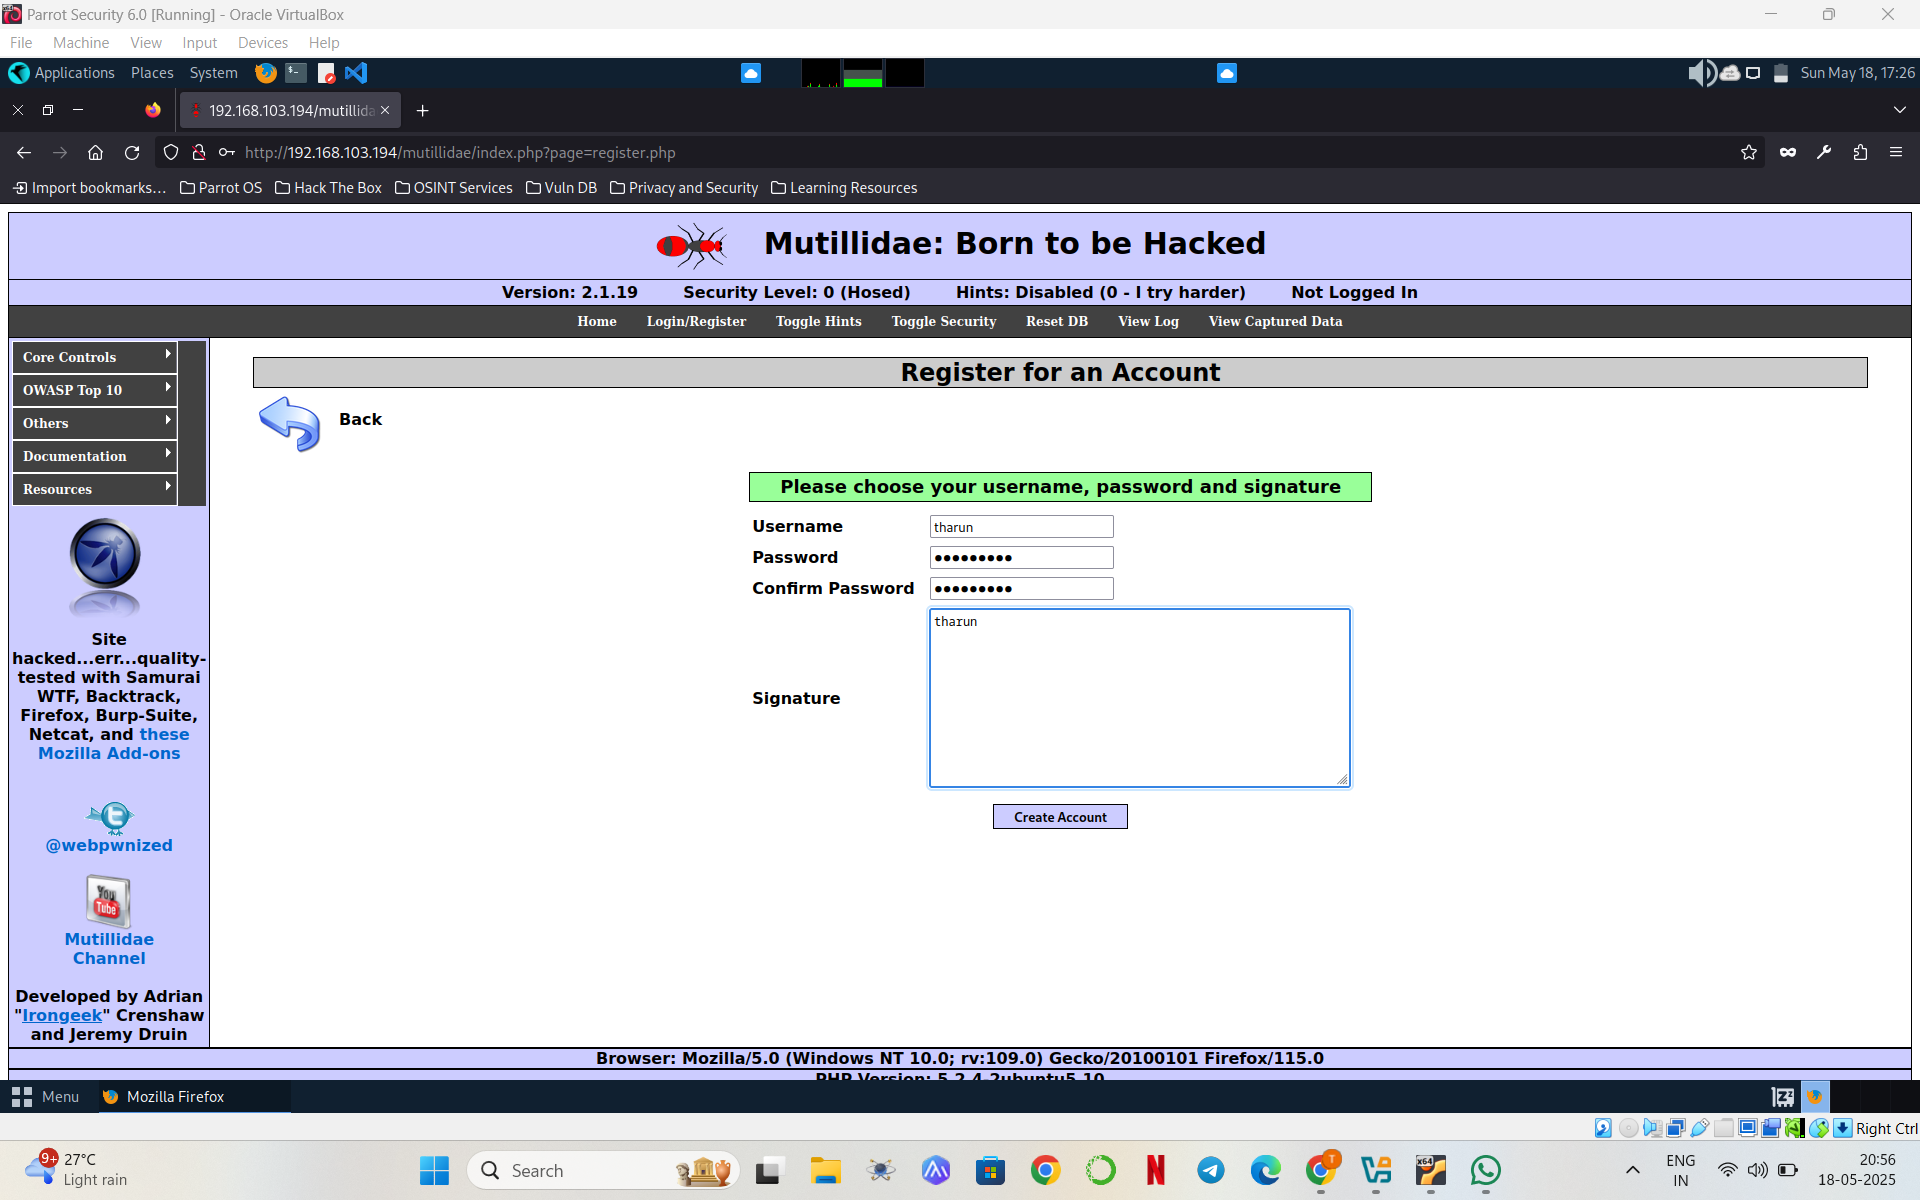 Parrot Security 6.0 [Running] - Oracle VirtualBox
File Machine View Input Devices Help
Applications Places System Sun May 18, 17:26
192.168.103.194/mutillida
http://192.168.103.194/mutillidae/index.php?page=register.php
Import bookmarks... Parrot OS Hack The Box OSINT Services Vuln DB Privacy and Security Learning Resources
Mutillidae: Born to be Hacked
Version: 2.1.19 Security Level: 0 (Hosed) Hints: Disabled (0 - I try harder) Not Logged In
Home Login/Register Toggle Hints Toggle Security Reset DB View Log View Captured Data
Core Controls
OWASP Top 10
Others
Documentation
Resources
Site
hacked...err...quality-
tested with Samurai
WTF, Backtrack,
Firefox, Burp-Suite,
Netcat, and these
Mozilla Add-ons
@webpwnized
You
Tube
Mutillidae
Channel
Developed by Adrian
"Irongeek" Crenshaw
and Jeremy Druin
Register for an Account
Back
Please choose your username, password and signature
Username tharun
Password •••••••••
Confirm Password •••••••••
Signature tharun
Create Account
Browser: Mozilla/5.0 (Windows NT 10.0; rv:109.0) Gecko/20100101 Firefox/115.0
PHP Version: 5.2.4-2ubuntu5.10
Menu Mozilla Firefox
Right Ctrl
9+ 27°C
Light rain
Search
T
x64
ENG
IN
20:56
18-05-2025